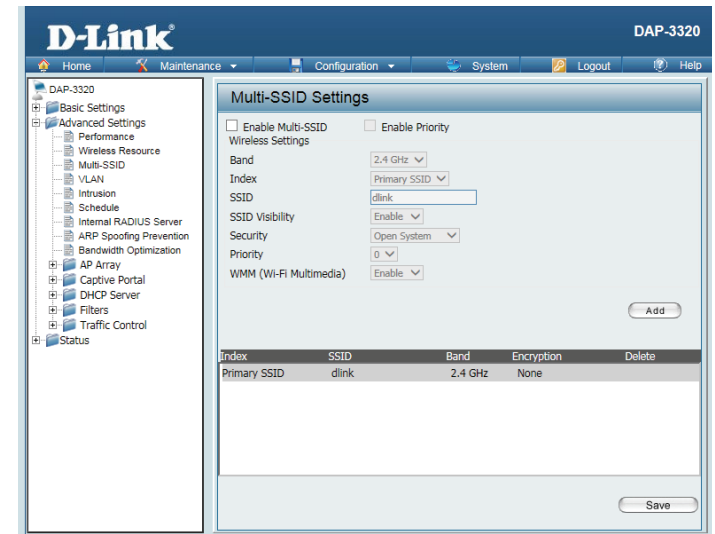 D-Link®
DAP-3320
Home
Maintenance
Configuration
System
Logout
Help
DAP-3320
Basic Settings
Advanced Settings
Performance
Wireless Resource
Multi-SSID
VLAN
Intrusion
Schedule
Internal RADIUS Server
ARP Spoofing Prevention
Bandwidth Optimization
AP Array
Captive Portal
DHCP Server
Filters
Traffic Control
Status
Multi-SSID Settings
Enable Multi-SSID Enable Priority
Wireless Settings
Band 2.4 GHz
Index Primary SSID
SSID dlink
SSID Visibility Enable
Security Open System
Priority 0
WMM (Wi-Fi Multimedia) Enable
Add
Index SSID Band Encryption Delete
Primary SSID dlink 2.4 GHz None
Save